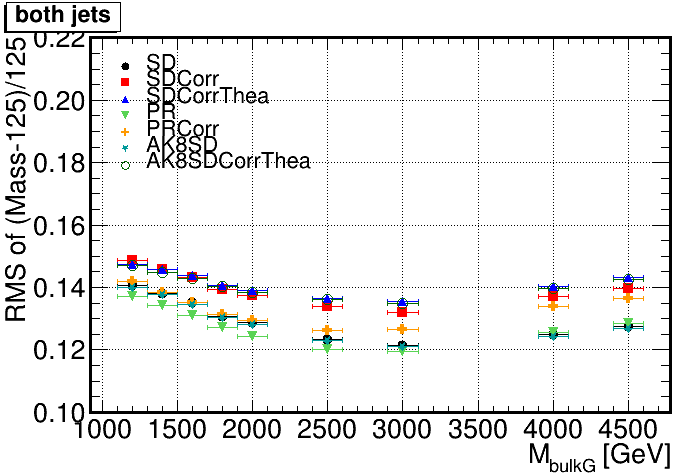 both jets
RMS of (Mass-125)/125
0.22
0.20
0.18
0.16
0.14
0.12
0.10
SD
SDCorr
SDCorrThea
PR
PRCorr
AK8SD
AK8SDCorrThea
1000 1500 2000 2500 3000 3500 4000 4500
M_bulkG [GeV]